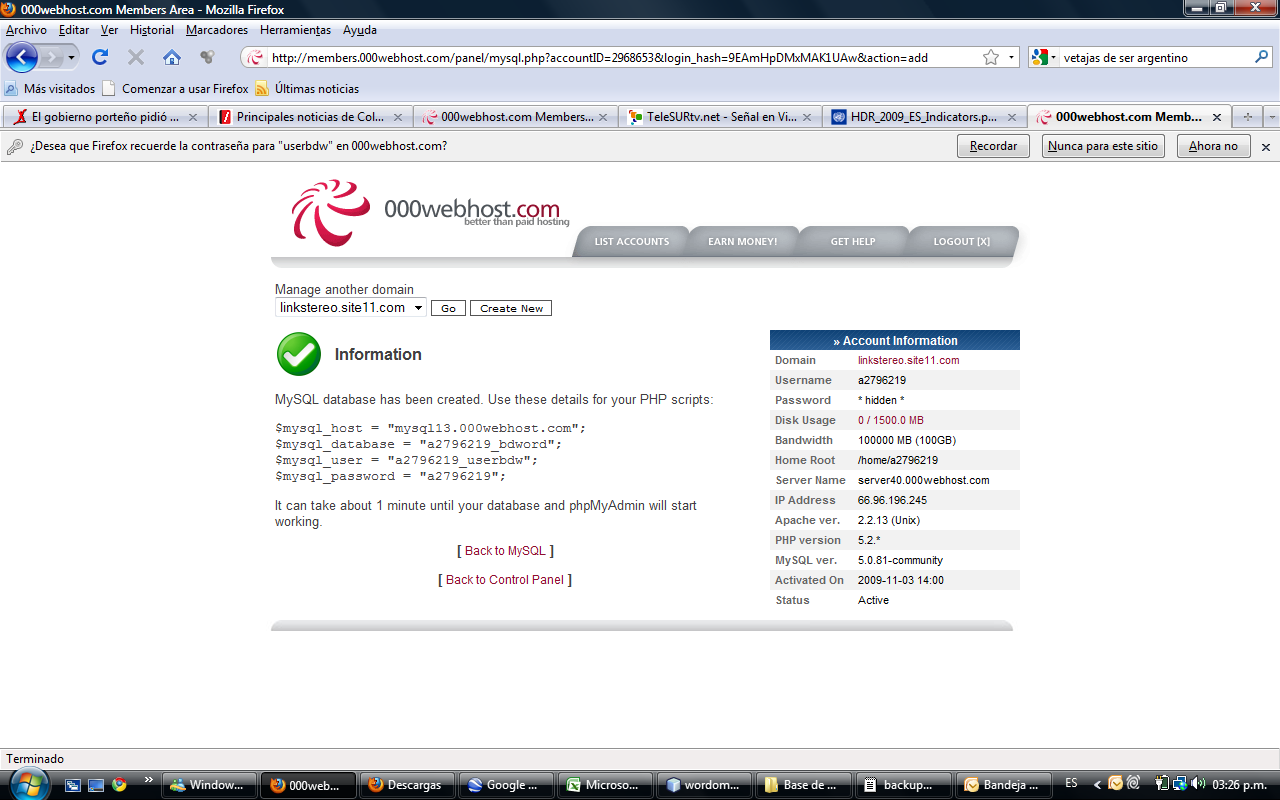 000webhost.com Members Area - Mozilla Firefox
Archivo Editar Ver Historial Marcadores Herramientas Ayuda
http://members.000webhost.com/panel/mysql.php?accountID=2968653&login_hash=9EAmHpDMxMAK1UAw&action=add
vetajas de ser argentino
Más visitados Comenzar a usar Firefox Últimas noticias
El gobierno porteño pidió ... Principales noticias de Col... 000webhost.com Members... TeleSURtv.net - Señal en Vi... HDR_2009_ES_Indicators.p... 000webhost.com Memb...
¿Desea que Firefox recuerde la contraseña para "userbdw" en 000webhost.com? Recordar Nunca para este sitio Ahora no
000webhost.com
better than paid hosting
LIST ACCOUNTS EARN MONEY! GET HELP LOGOUT [X]
Manage another domain
linkstereo.site11.com Go Create New
Information
MySQL database has been created. Use these details for your PHP scripts:
$mysql_host = "mysql13.000webhost.com";
$mysql_database = "a2796219_bdword";
$mysql_user = "a2796219_userbdw";
$mysql_password = "a2796219";
It can take about 1 minute until your database and phpMyAdmin will start
working.
[ Back to MySQL ]
[ Back to Control Panel ]
» Account Information
Domain linkstereo.site11.com
Username a2796219
Password * hidden *
Disk Usage 0 / 1500.0 MB
Bandwidth 100000 MB (100GB)
Home Root /home/a2796219
Server Name server40.000webhost.com
IP Address 66.96.196.245
Apache ver. 2.2.13 (Unix)
PHP version 5.2.*
MySQL ver. 5.0.81-community
Activated On 2009-11-03 14:00
Status Active
Terminado
» Window... 000web... Descargas Google ... Microso... wordom... Base de ... backup... Bandeja ... ES 03:26 p.m.